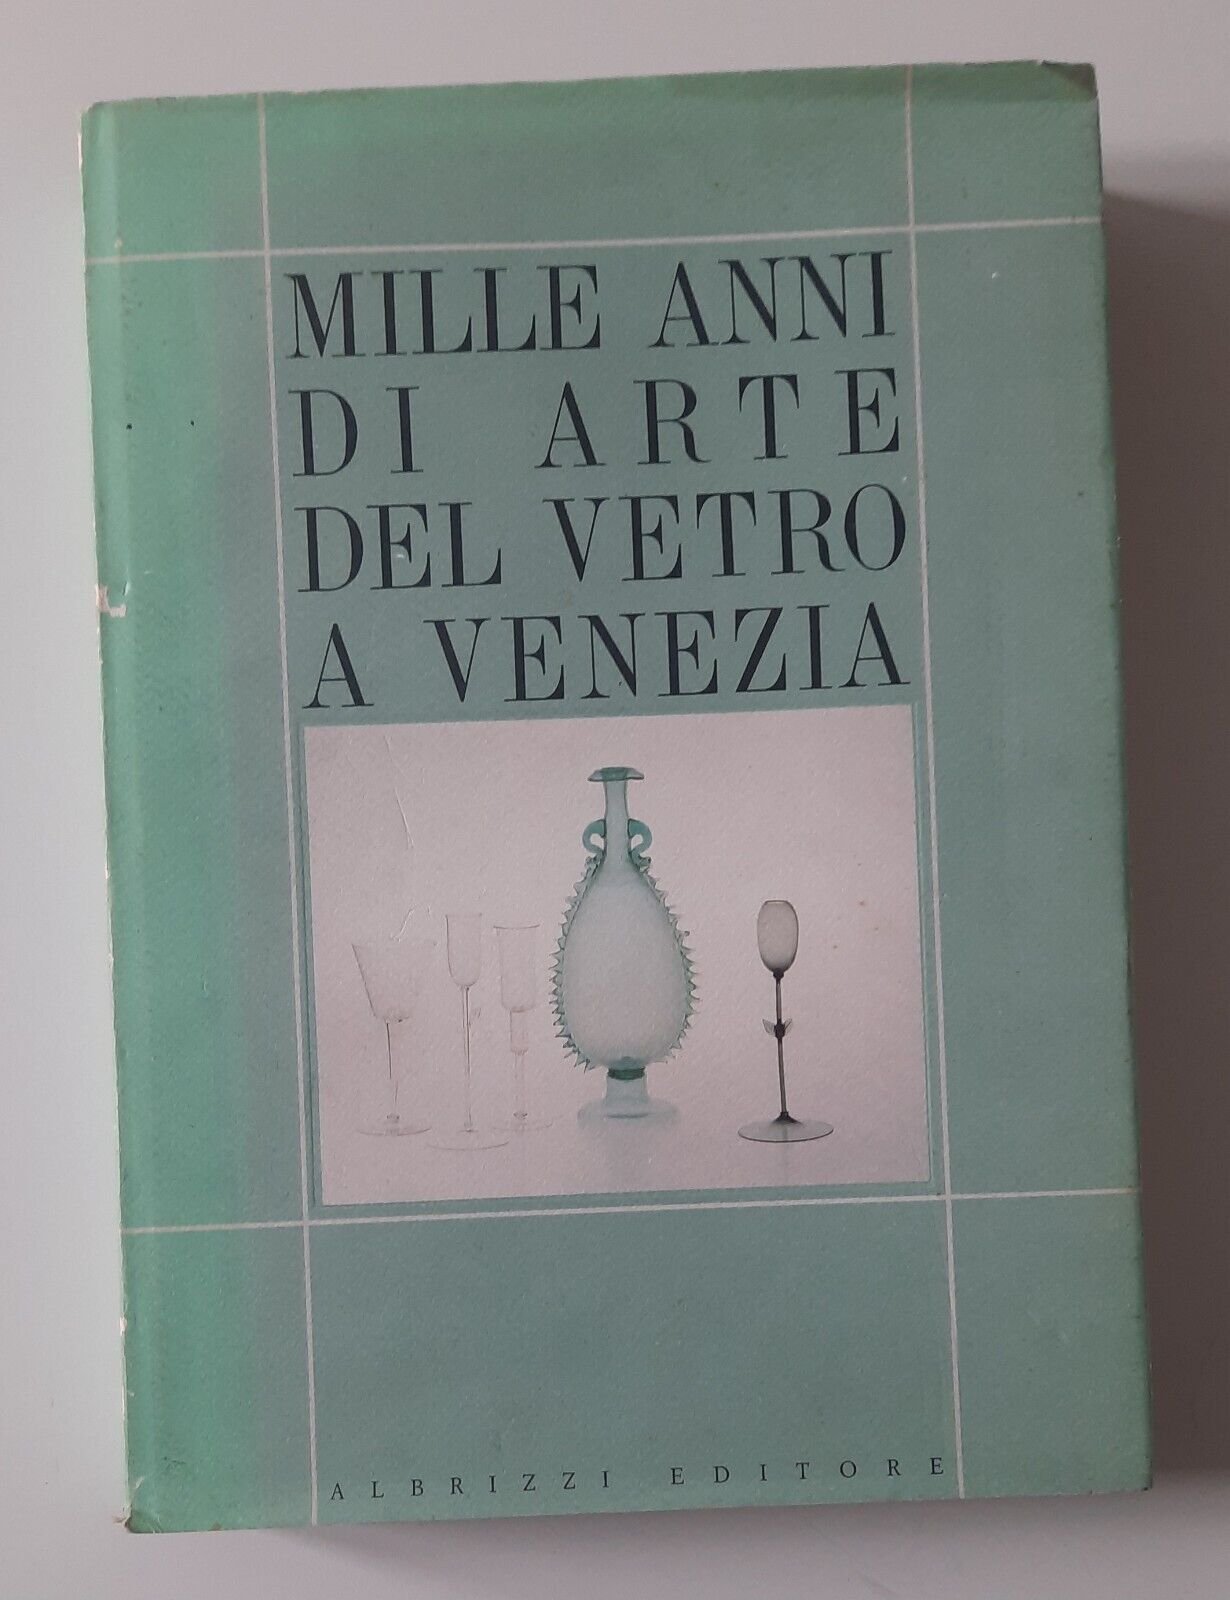 MILLE ANNI
DI ARTE
DEL VETRO
A VENEZIA
ALBRIZZI EDITORE